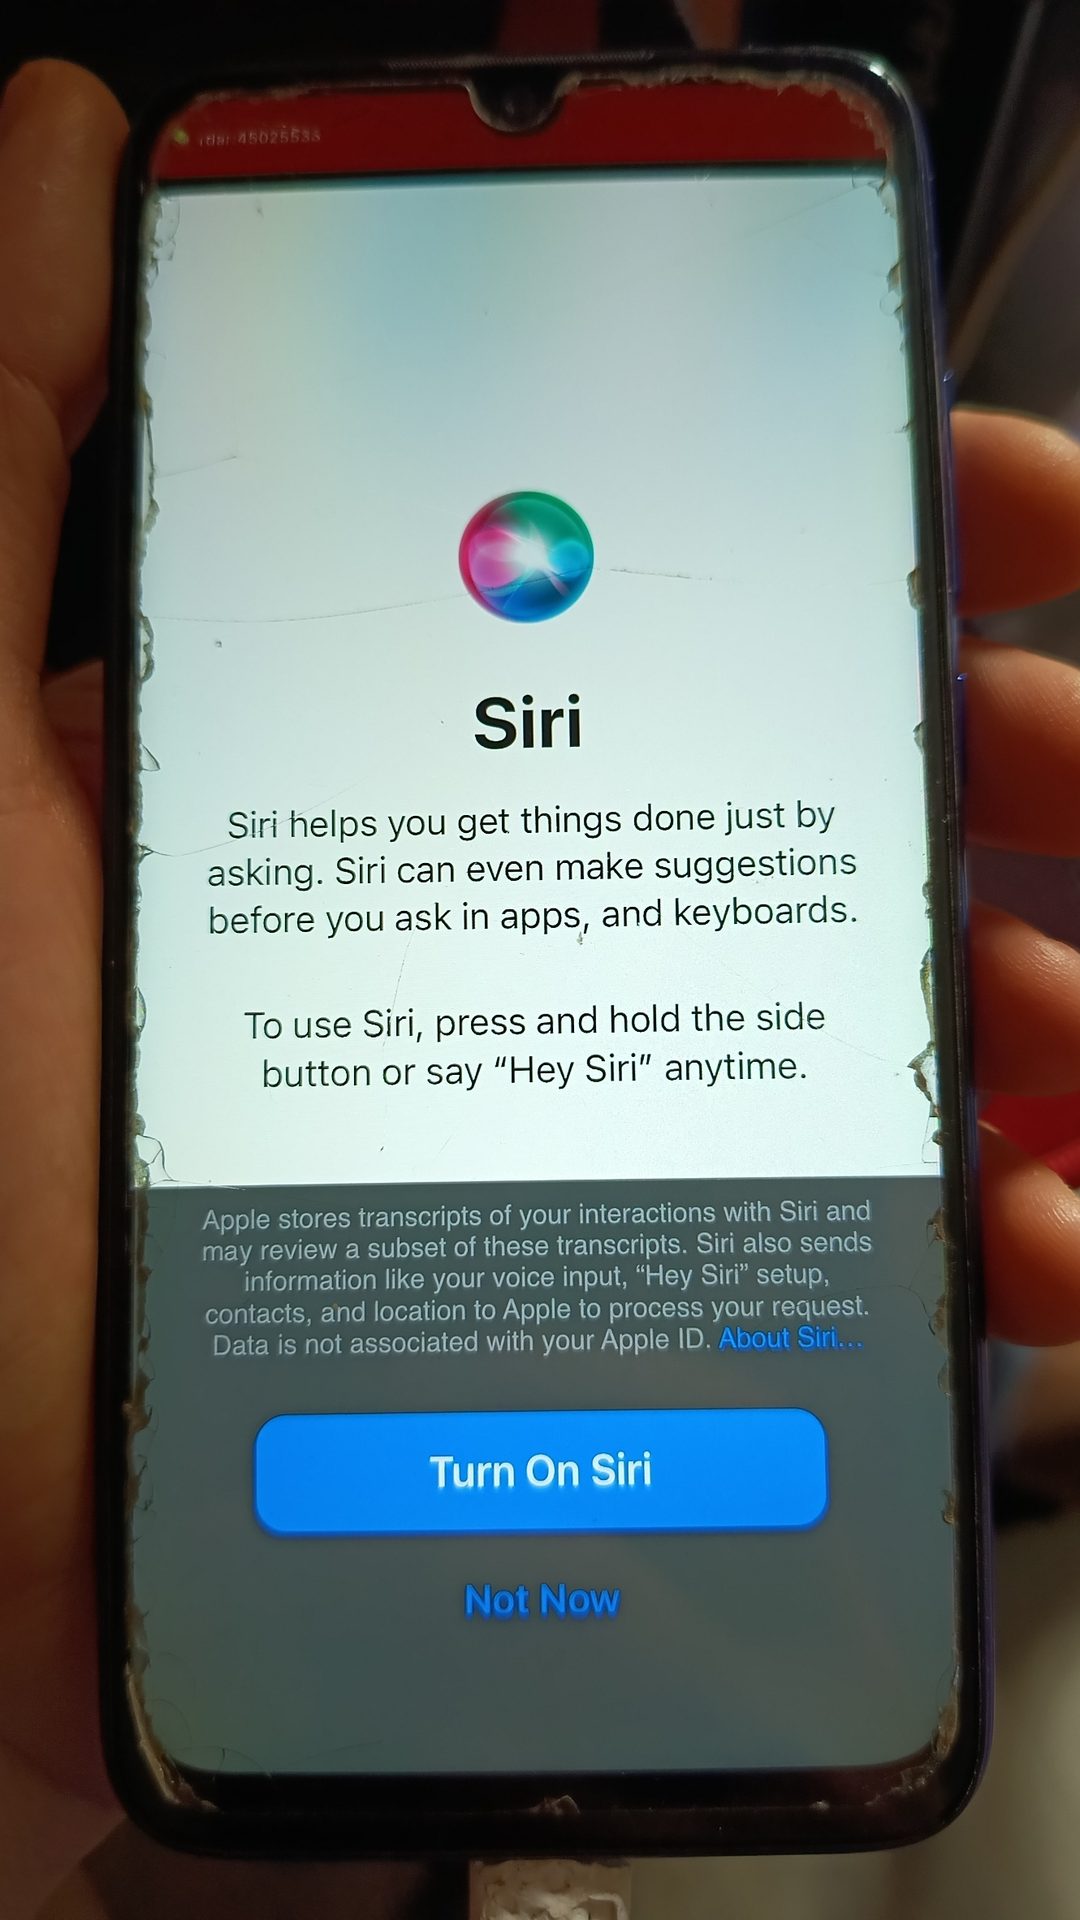 45025533
Siri
Siri helps you get things done just by
asking. Siri can even make suggestions
before you ask in apps, and keyboards.
To use Siri, press and hold the side
button or say “Hey Siri” anytime.
Apple stores transcripts of your interactions with Siri and
may review a subset of these transcripts. Siri also sends
information like your voice input, “Hey Siri” setup,
contacts, and location to Apple to process your request.
Data is not associated with your Apple ID. About Siri...
Turn On Siri
Not Now